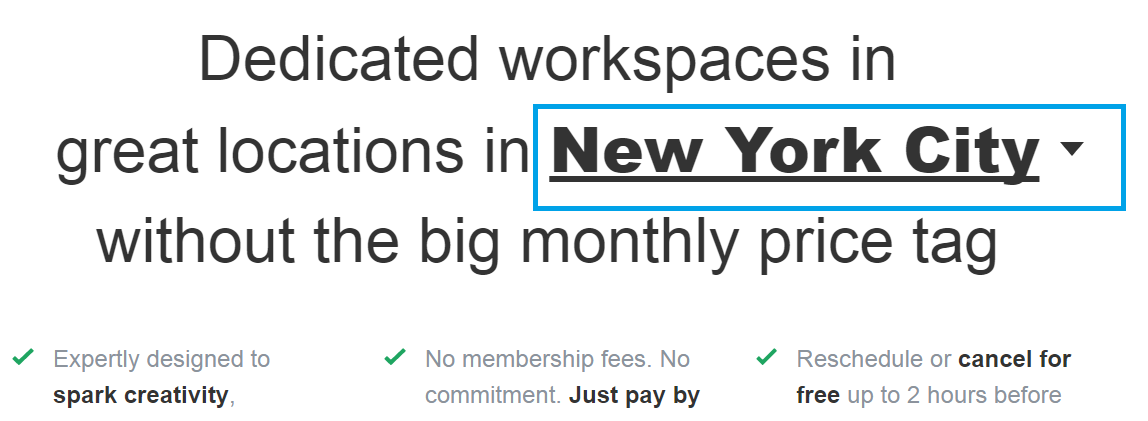 Dedicated workspaces in
great locations in New York City
without the big monthly price tag
Expertly designed to
spark creativity,
No membership fees. No
commitment. Just pay by
Reschedule or cancel for
free up to 2 hours before